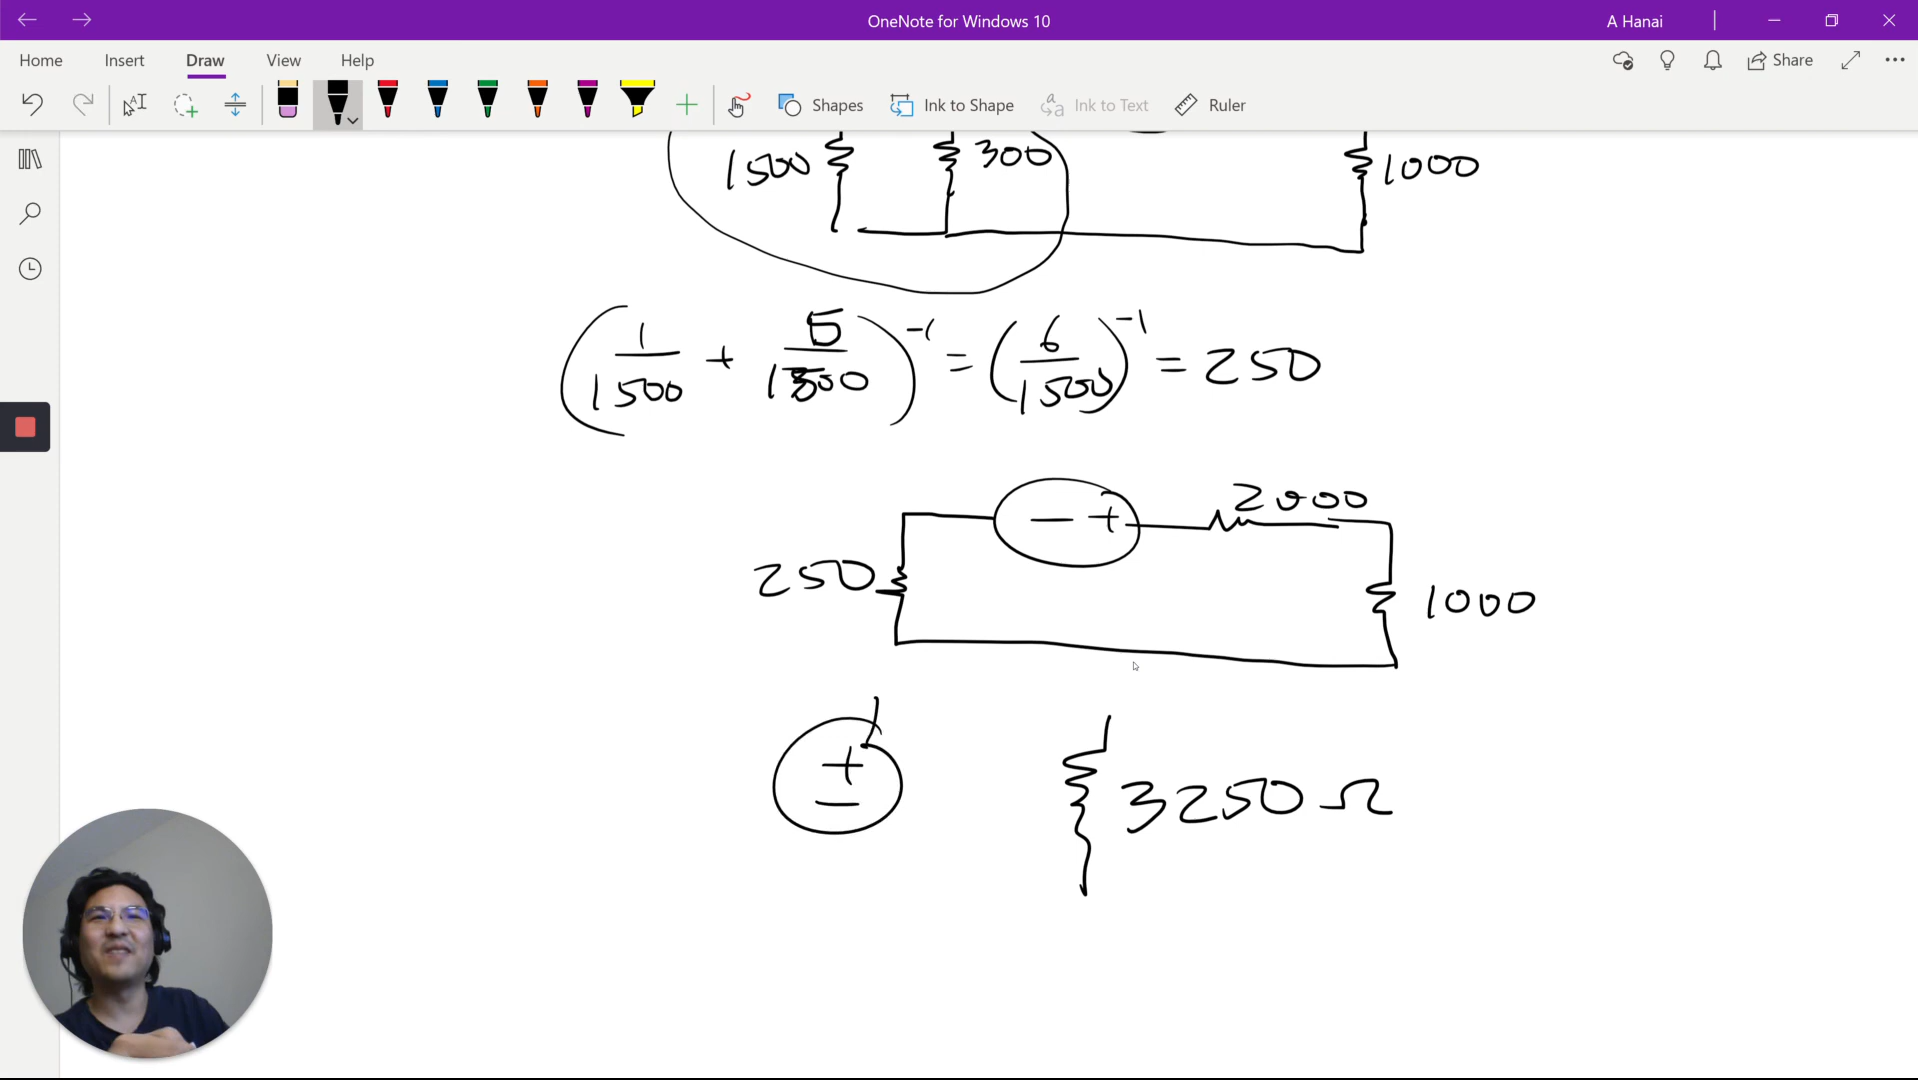 OneNote for Windows 10
A Hanai
Home Insert Draw View Help
Share
Shapes Ink to Shape Ink to Text Ruler
1500 300 1000
(1/1500 + 5/1500)^-1 = (6/1500)^-1 = 250
2000
- +
250
1000
+
-
3250 Ω